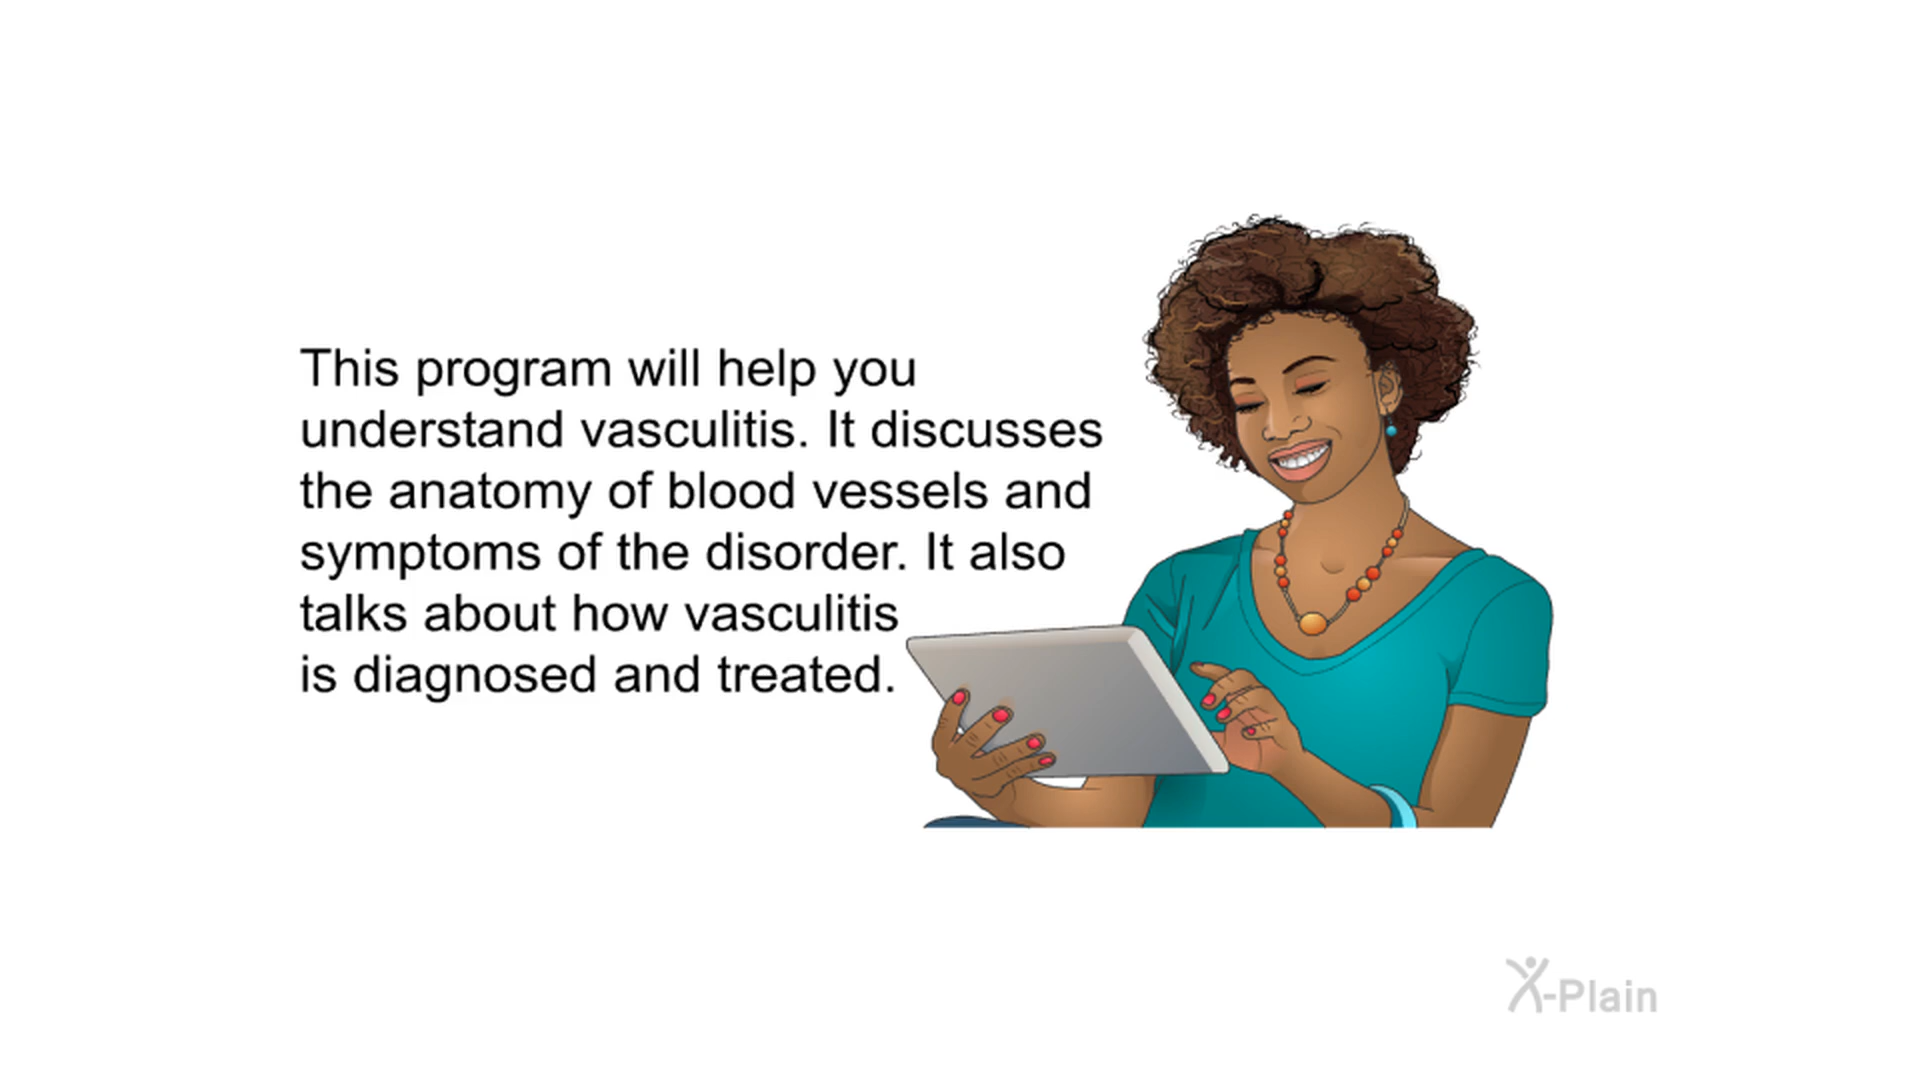 This program will help you
understand vasculitis. It discusses
the anatomy of blood vessels and
symptoms of the disorder. It also
talks about how vasculitis
is diagnosed and treated.
X-Plain